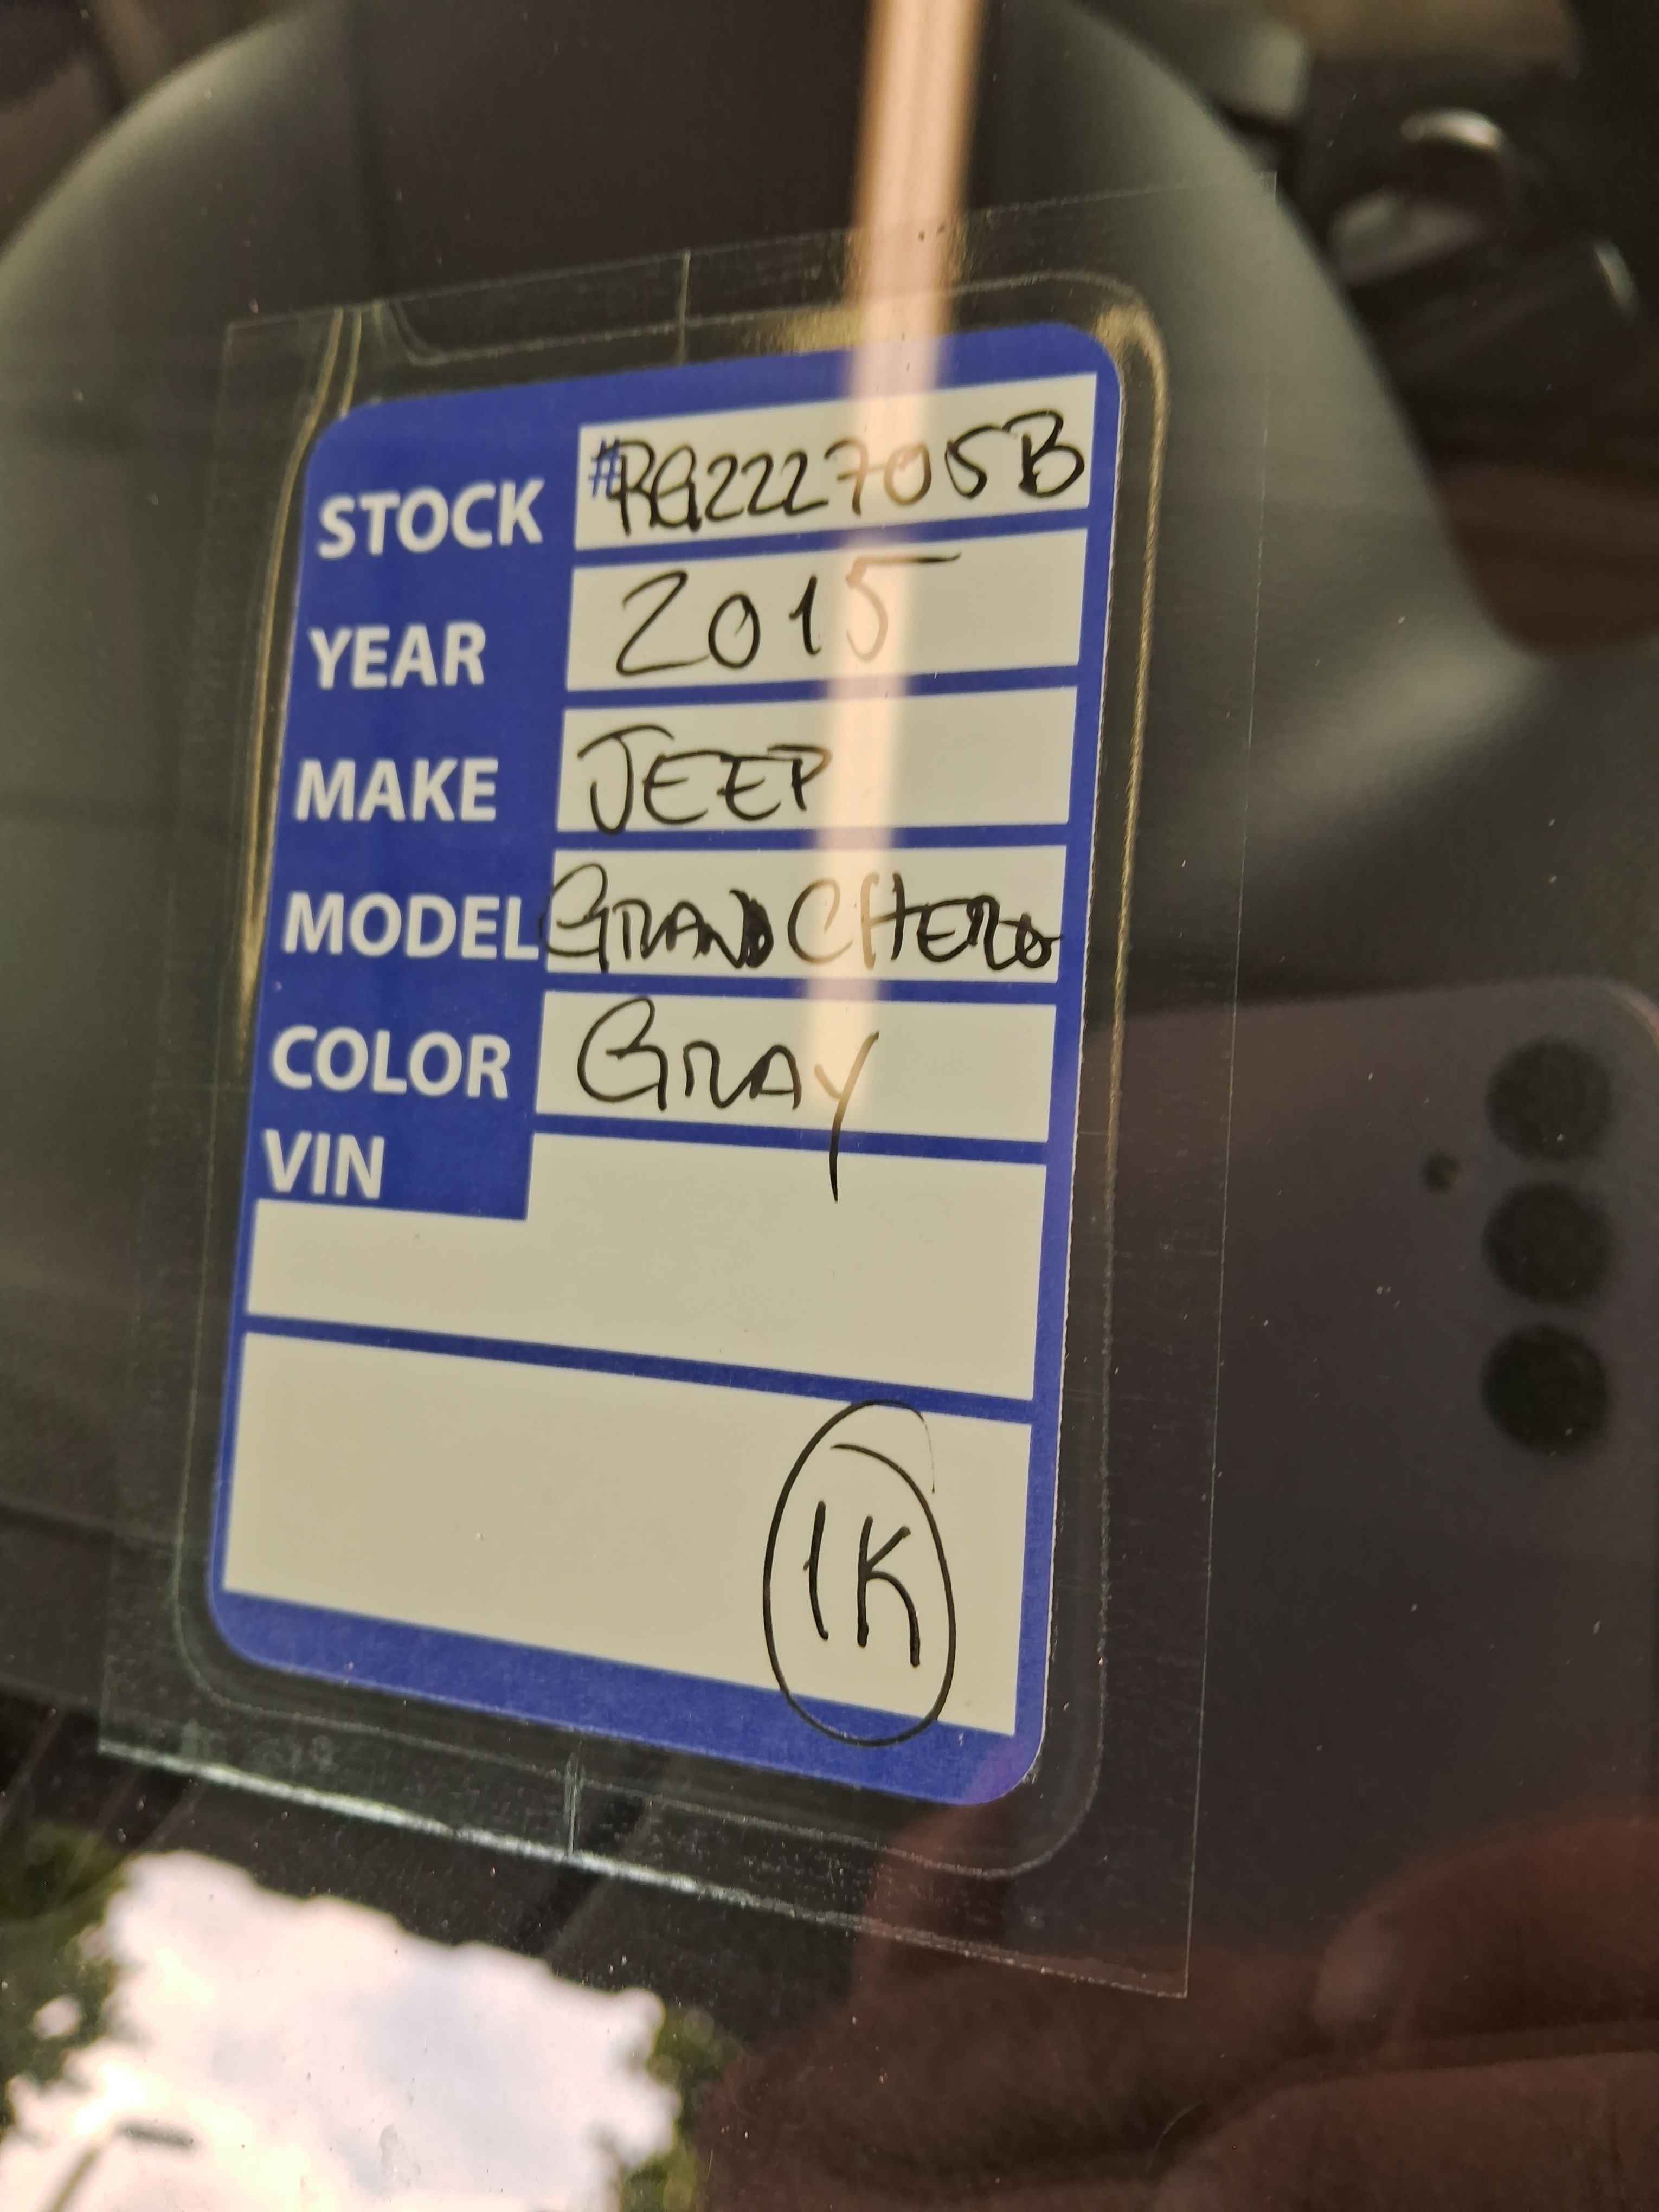 STOCK #RG222705B
YEAR 2015
MAKE JEEP
MODEL GRAND CHERO
COLOR GRAY
VIN
1K